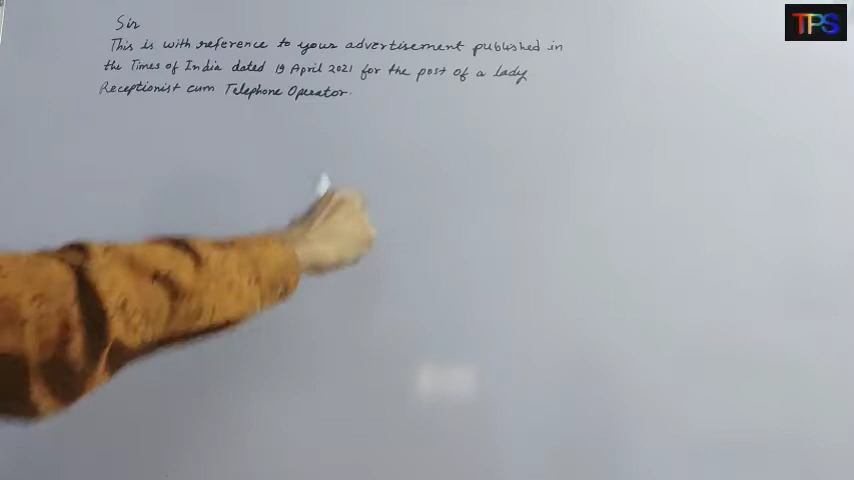 TPS
Sir
This is with reference to your advertisement published in
the Times of India dated 19 April 2021 for the post of a lady
Receptionist cum Telephone Operator.